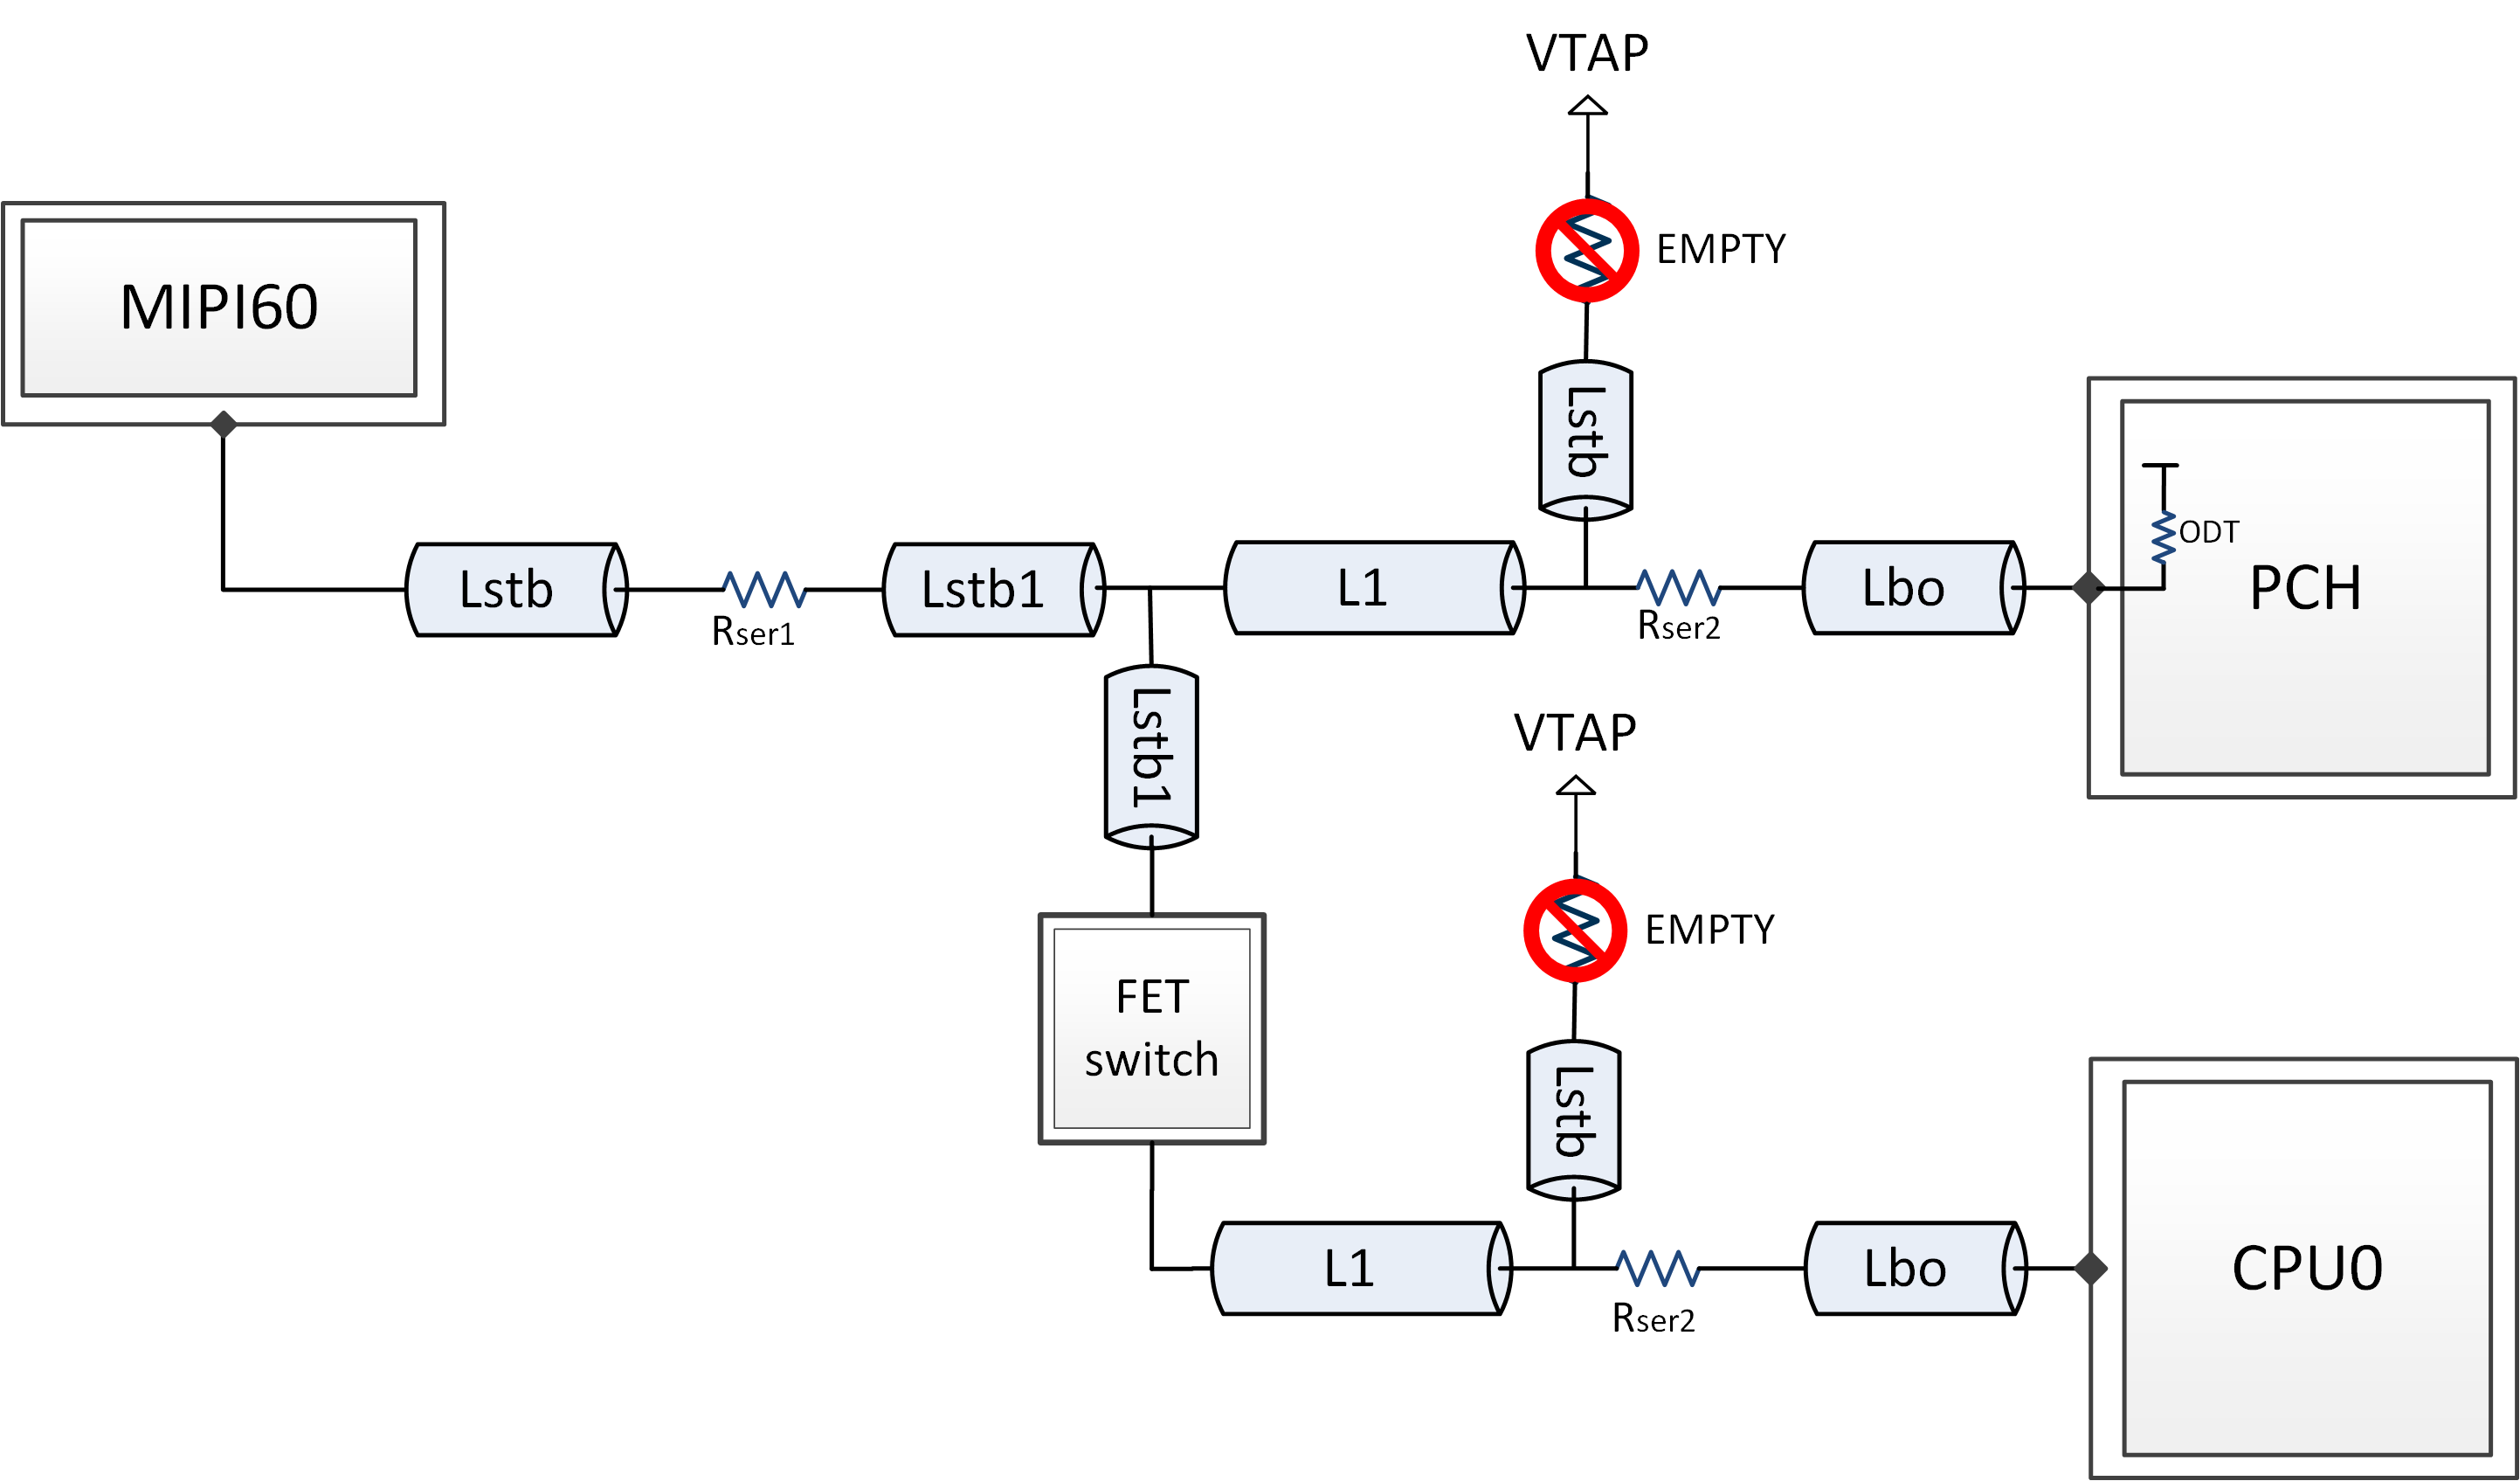 VTAP
EMPTY
MIPI60
Lstb
ODT
PCH
Lstb
Rser1
Lstb1
L1
Rser2
Lbo
Lstb1
VTAP
EMPTY
FET
switch
Lstb
L1
Rser2
Lbo
CPU0